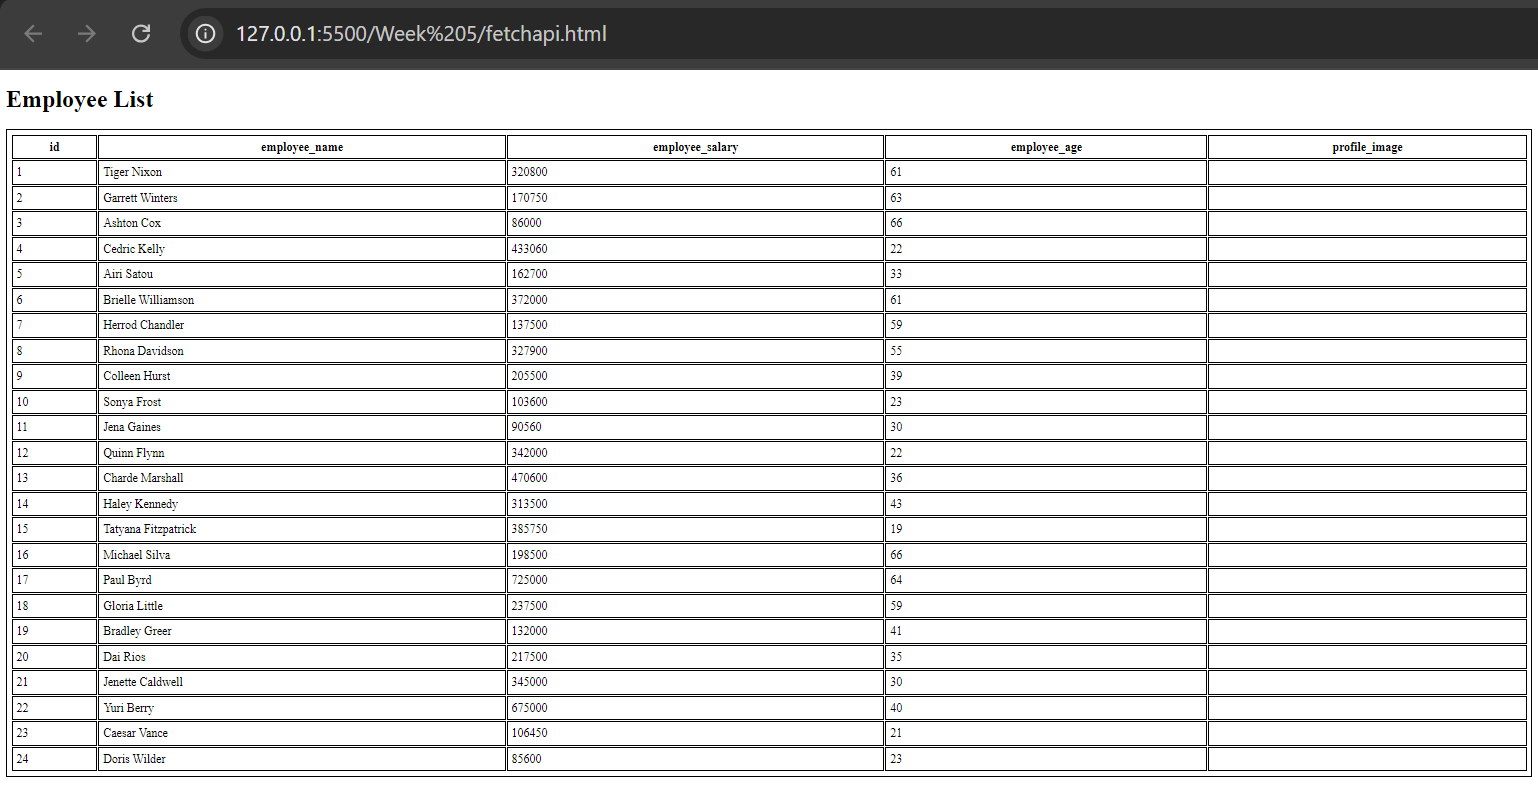 127.0.0.1:5500/Week%205/fetchapi.html
Employee List
id employee_name employee_salary employee_age profile_image
1 Tiger Nixon 320800 61
2 Garrett Winters 170750 63
3 Ashton Cox 86000 66
4 Cedric Kelly 433060 22
5 Airi Satou 162700 33
6 Brielle Williamson 372000 61
7 Herrod Chandler 137500 59
8 Rhona Davidson 327900 55
9 Colleen Hurst 205500 39
10 Sonya Frost 103600 23
11 Jena Gaines 90560 30
12 Quinn Flynn 342000 22
13 Charde Marshall 470600 36
14 Haley Kennedy 313500 43
15 Tatyana Fitzpatrick 385750 19
16 Michael Silva 198500 66
17 Paul Byrd 725000 64
18 Gloria Little 237500 59
19 Bradley Greer 132000 41
20 Dai Rios 217500 35
21 Jenette Caldwell 345000 30
22 Yuri Berry 675000 40
23 Caesar Vance 106450 21
24 Doris Wilder 85600 23